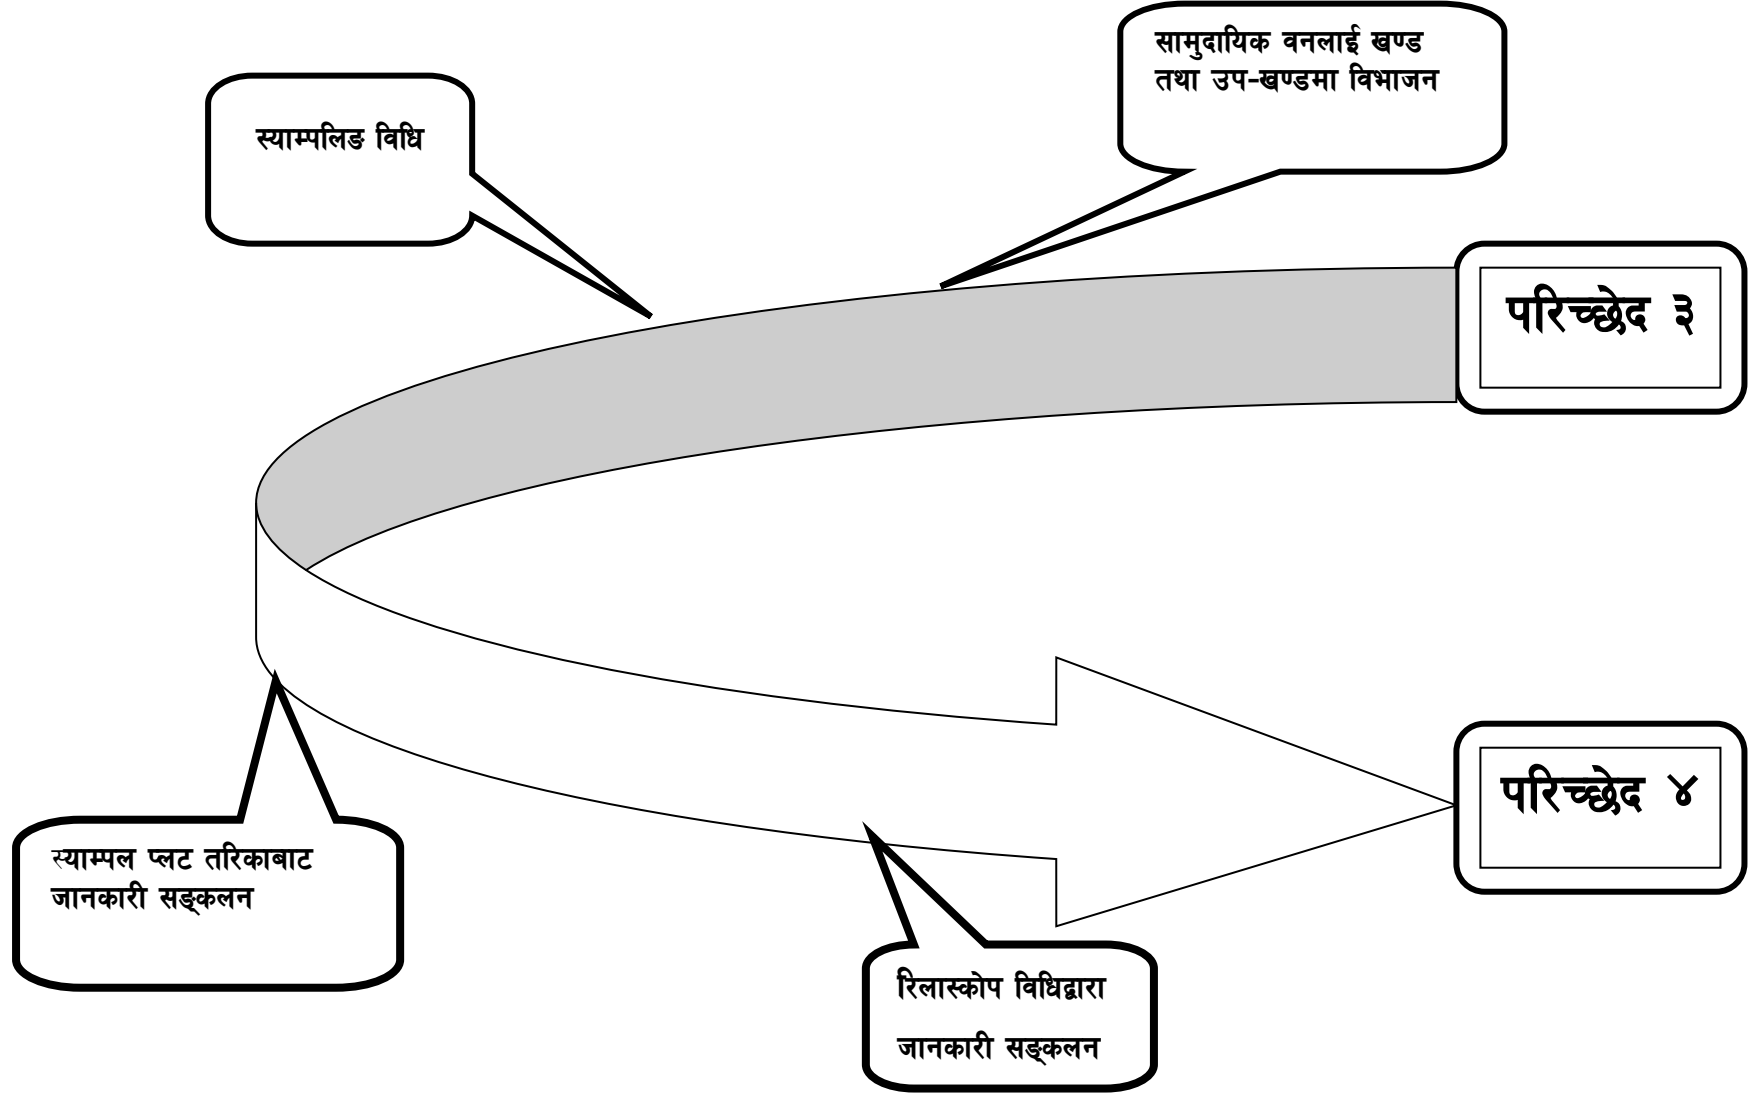 सामुदायिक वनलाई खण्ड
तथा उप-खण्डमा विभाजन
स्याम्पलिङ विधि
परिच्छेद ३
परिच्छेद ४
स्याम्पल प्लट तरिकाबाट
जानकारी सङ्कलन
रिलास्कोप विधिद्वारा
जानकारी सङ्कलन